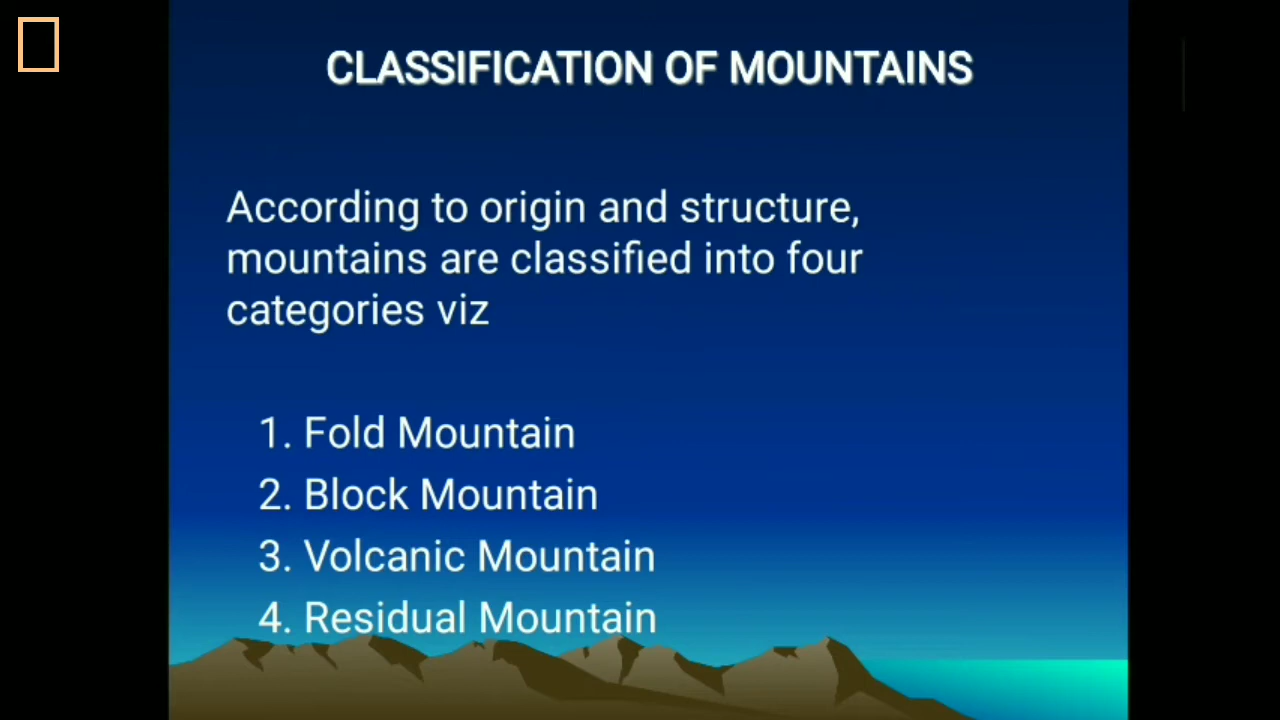 CLASSIFICATION OF MOUNTAINS
According to origin and structure,
mountains are classified into four
categories viz
1. Fold Mountain
2. Block Mountain
3. Volcanic Mountain
4. Residual Mountain